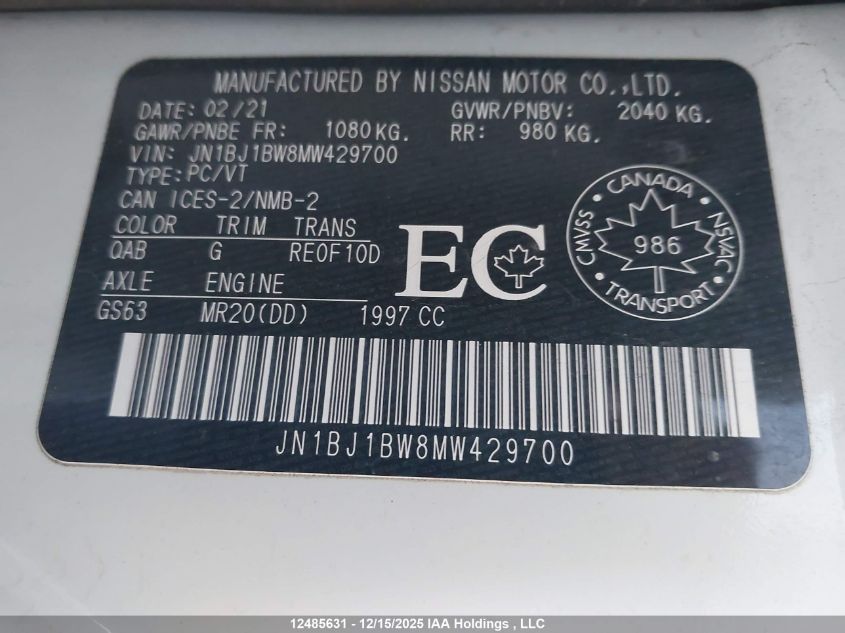 MANUFACTURED BY NISSAN MOTOR CO.,LTD.
DATE: 02/21 GVWR/PNBV: 2040 KG.
GAWR/PNBE FR: 1080 KG. RR: 980 KG.
VIN: JN1BJ1BW8MW429700
TYPE: PC/VT
CAN ICES-2/NMB-2
COLOR TRIM TRANS
QAB G RE0F10D
AXLE ENGINE
GS63 MR20(DD) 1997 CC
EC
CANADA
CMVSS 986 NSVAC
TRANSPORT
JN1BJ1BW8MW429700
12485631 - 12/15/2025 IAA Holdings , LLC